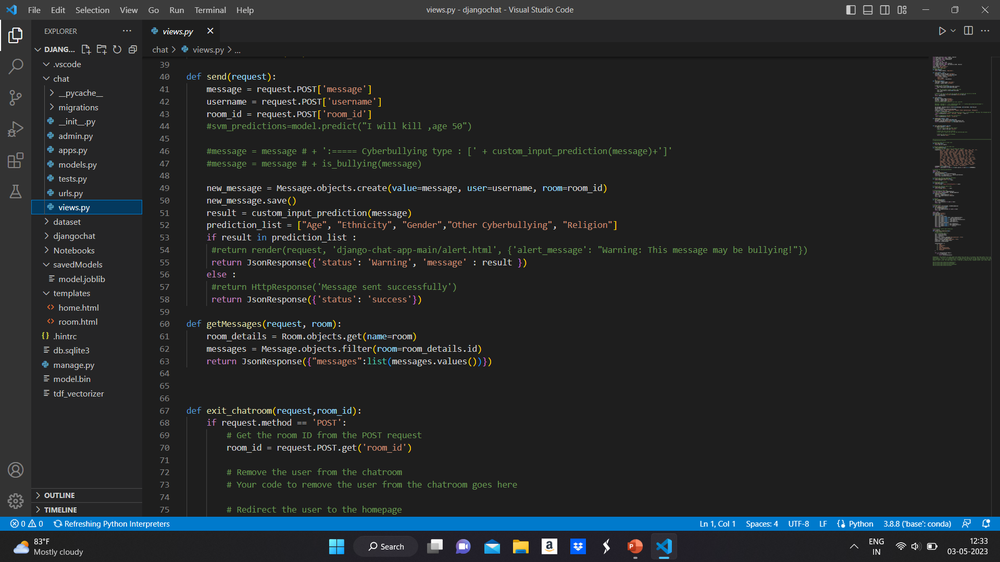 File Edit Selection View Go Run Terminal Help
views.py - djangochat - Visual Studio Code
EXPLORER
DJANG...
.vscode
chat
__pycache__
migrations
__init__.py
admin.py
apps.py
models.py
tests.py
urls.py
views.py
dataset
djangochat
Notebooks
savedModels
model.joblib
templates
home.html
room.html
.hintrc
db.sqlite3
manage.py
model.bin
tdf_vectorizer
OUTLINE
TIMELINE
views.py
chat > views.py > ...
39
40 def send(request):
41 message = request.POST['message']
42 username = request.POST['username']
43 room_id = request.POST['room_id']
44 #svm_predictions=model.predict("I will kill ,age 50")
45
46 #message = message # + ':===== Cyberbullying type : [' + custom_input_prediction(message)+']'
47 #message = message # + is_bullying(message)
48
49 new_message = Message.objects.create(value=message, user=username, room=room_id)
50 new_message.save()
51 result = custom_input_prediction(message)
52 prediction_list = ["Age", "Ethnicity", "Gender","Other Cyberbullying", "Religion"]
53 if result in prediction_list :
54 #return render(request, 'django-chat-app-main/alert.html', {'alert_message': "Warning: This message may be bullying!"})
55 return JsonResponse({'status': 'Warning', 'message' : result })
56 else :
57 #return HttpResponse('Message sent successfully')
58 return JsonResponse({'status': 'success'})
59
60 def getMessages(request, room):
61 room_details = Room.objects.get(name=room)
62 messages = Message.objects.filter(room=room_details.id)
63 return JsonResponse({"messages":list(messages.values())})
64
65
66
67 def exit_chatroom(request,room_id):
68 if request.method == 'POST':
69 # Get the room ID from the POST request
70 room_id = request.POST.get('room_id')
71
72 # Remove the user from the chatroom
73 # Your code to remove the user from the chatroom goes here
74
75 # Redirect the user to the homepage
0 0 Refreshing Python Interpreters
Ln 1, Col 1 Spaces: 4 UTF-8 LF Python 3.8.8 ('base': conda)
83°F
Mostly cloudy
Search
ENG
IN
12:33
03-05-2023